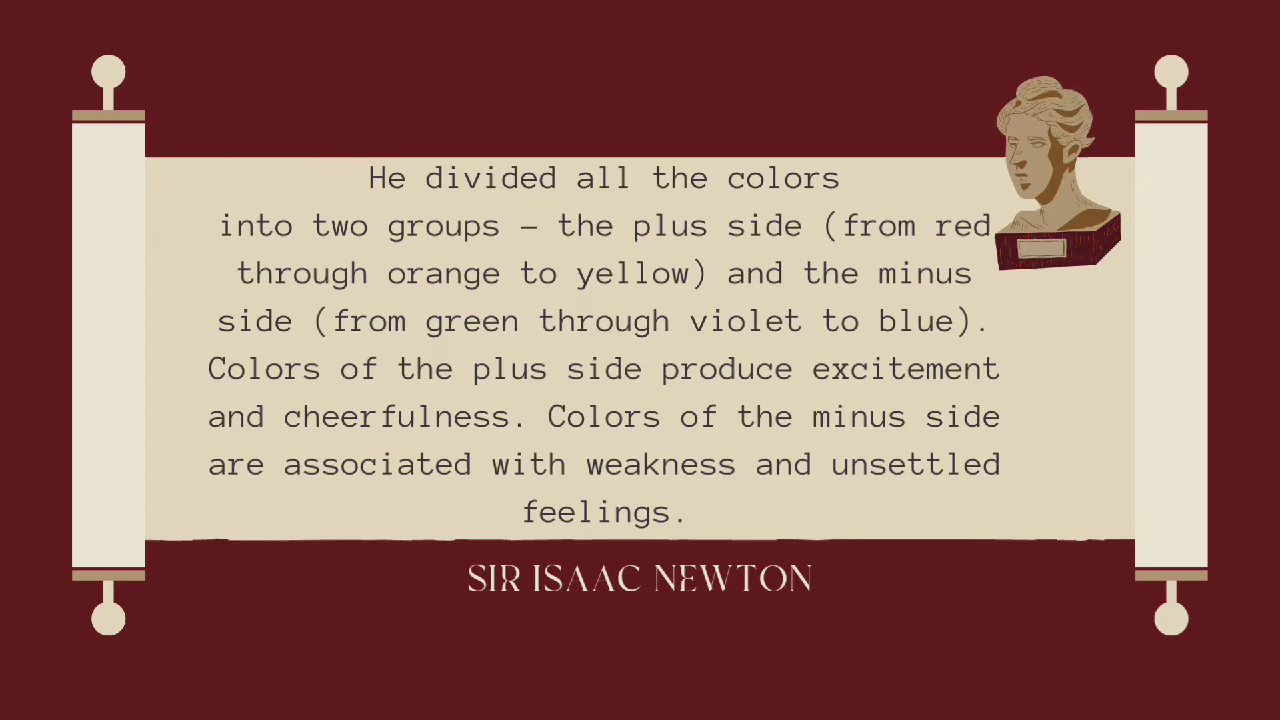 He divided all the colors
into two groups – the plus side (from red
through orange to yellow) and the minus
side (from green through violet to blue).
Colors of the plus side produce excitement
and cheerfulness. Colors of the minus side
are associated with weakness and unsettled
feelings.
SIR ISAAC NEWTON